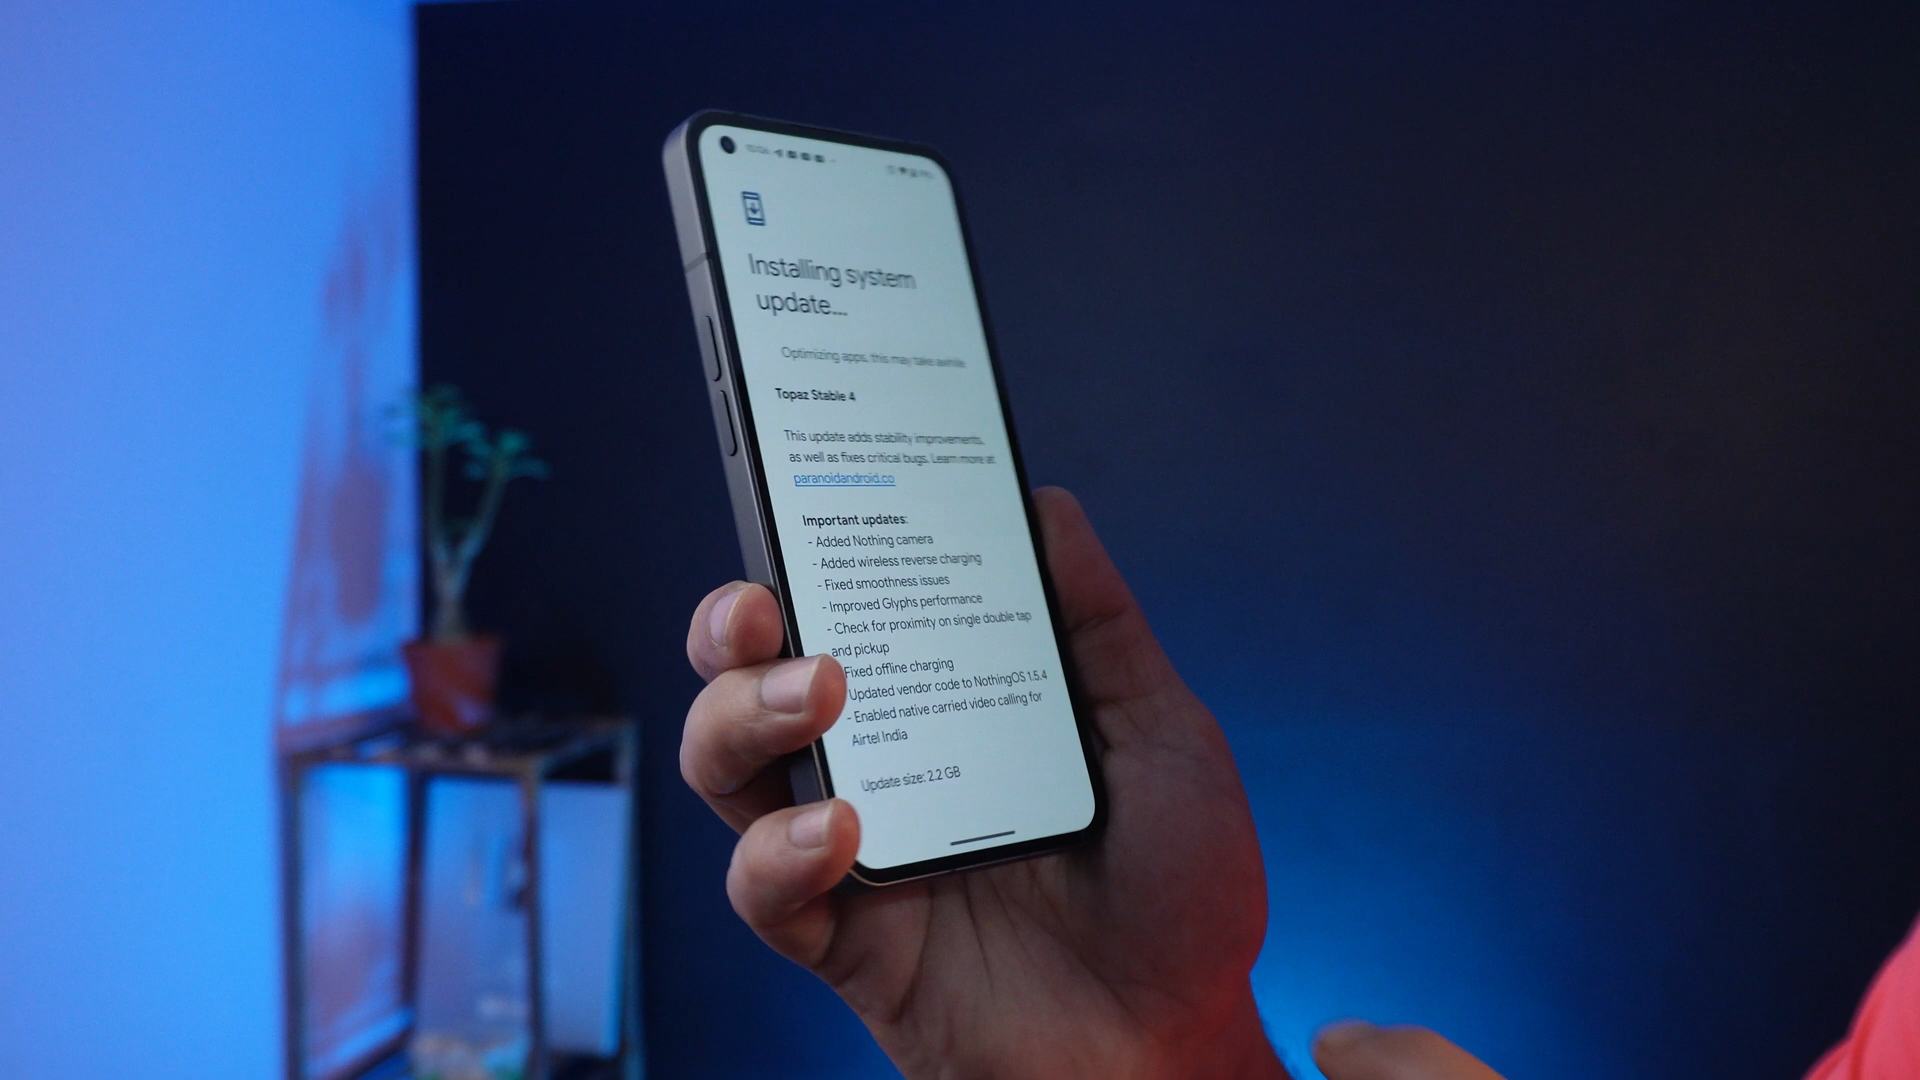 Installing system
update...
Optimizing apps, this may take awhile
Topaz Stable 4
This update adds stability improvements,
as well as fixes critical bugs. Learn more at
paranoidandroid.co
Important updates:
- Added Nothing camera
- Added wireless reverse charging
- Fixed smoothness issues
- Improved Glyphs performance
- Check for proximity on single double tap
and pickup
Fixed offline charging
Updated vendor code to NothingOS 1.5.4
- Enabled native carried video calling for
Airtel India
Update size: 2.2 GB